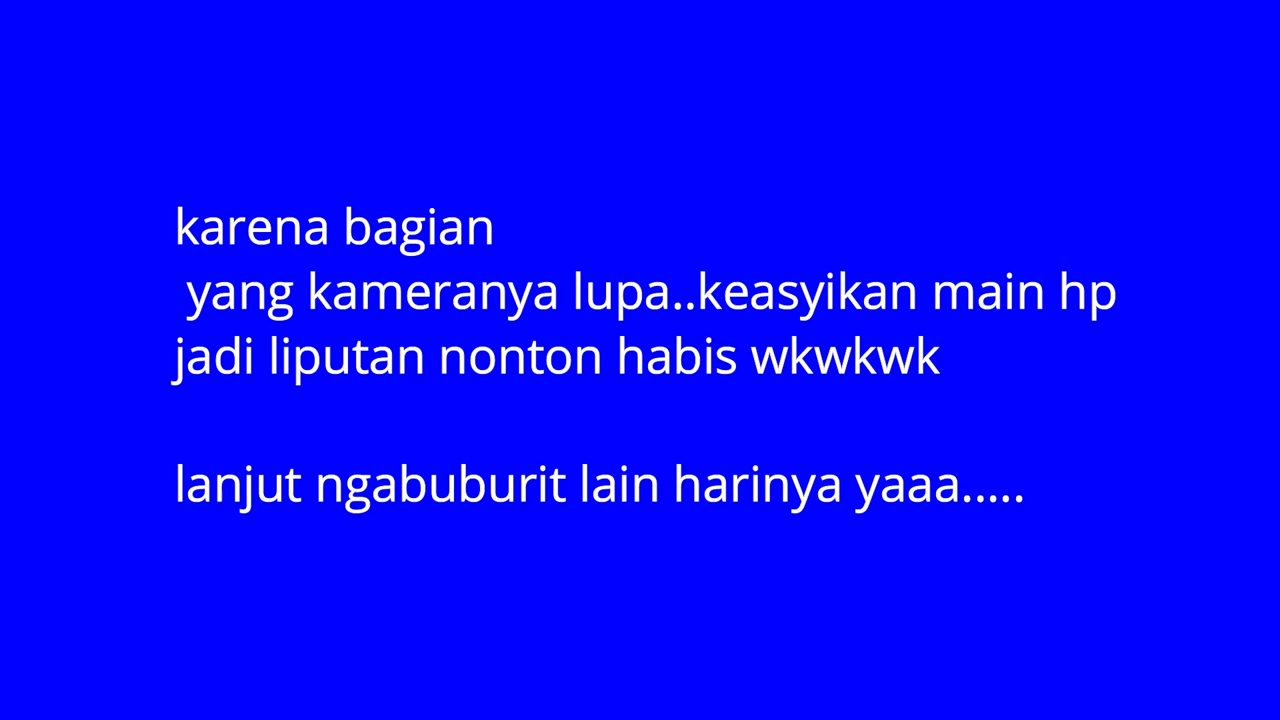 karena bagian
yang kameranya lupa..keasyikan main hp
jadi liputan nonton habis wkwkwk
lanjut ngabuburit lain harinya yaaa.....